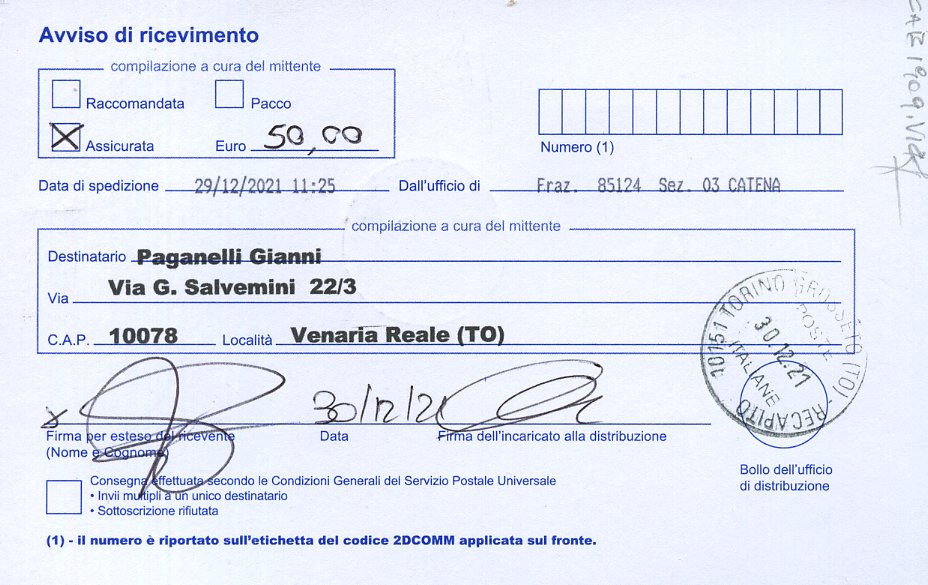 Avviso di ricevimento
compilazione a cura del mittente
Raccomandata Pacco
Assicurata Euro 50,00
Numero (1)
Data di spedizione 29/12/2021 11:25 Dall'ufficio di Fraz. 85124 Sez. 03 CATENA
compilazione a cura del mittente
Destinatario Paganelli Gianni
Via Via G. Salvemini 22/3
C.A.P. 10078 Località Venaria Reale (TO)
10151 TORINO GROSSETO (TO) - RECAPITO
POSTE
30.12.21
ITALIANE
30/12/21
Firma per esteso del ricevente Data Firma dell'incaricato alla distribuzione
(Nome e Cognome)
Bollo dell'ufficio
di distribuzione
Consegna effettuata secondo le Condizioni Generali del Servizio Postale Universale
• Invii multipli a un unico destinatario
• Sottoscrizione rifiutata
(1) - il numero è riportato sull'etichetta del codice 2DCOMM applicata sul fronte.